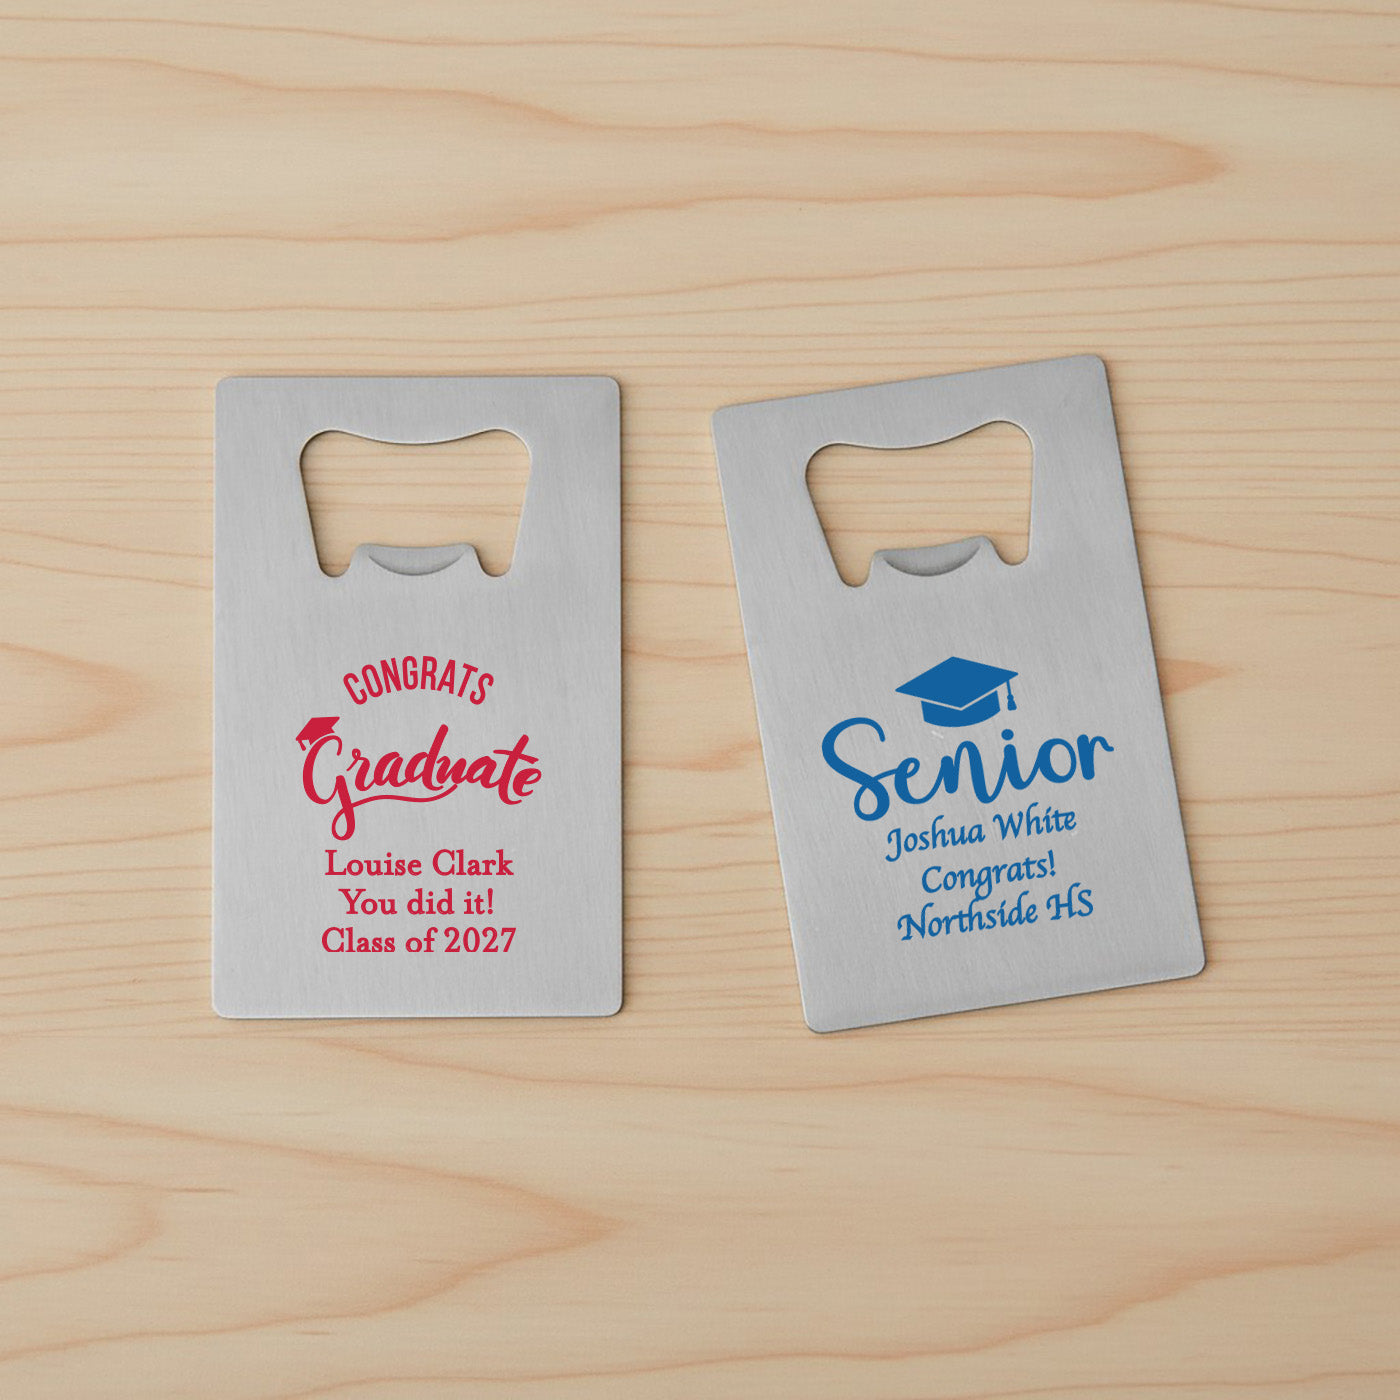 CONGRATS
Graduate
Louise Clark
You did it!
Class of 2027
Senior
Joshua White
Congrats!
Northside HS